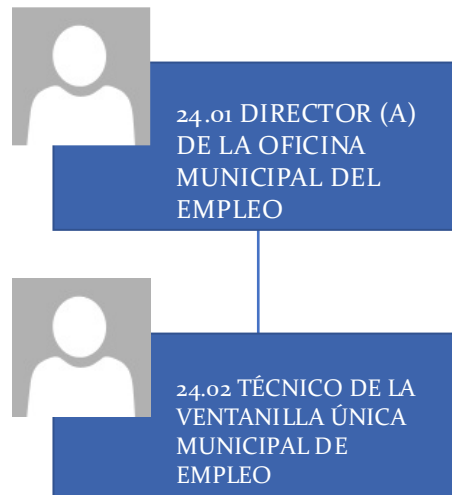 24.01 DIRECTOR (A)
DE LA OFICINA
MUNICIPAL DEL
EMPLEO
24.02 TÉCNICO DE LA
VENTANILLA ÚNICA
MUNICIPAL DE
EMPLEO